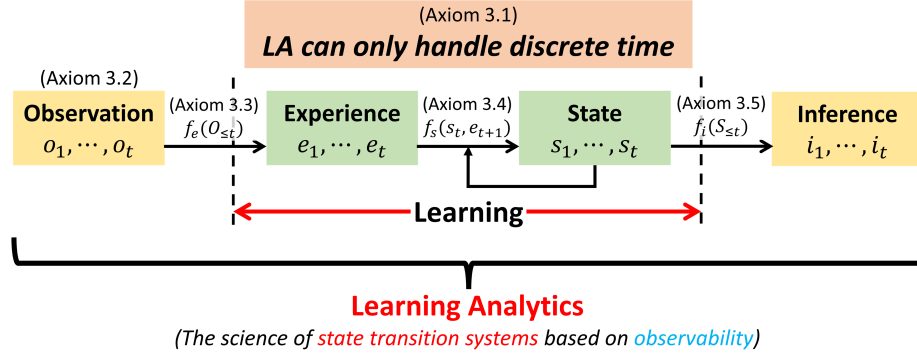 (Axiom 3.1)
LA can only handle discrete time
(Axiom 3.2)
Observation
o₁, ⋯ , oₜ
(Axiom 3.3)
fₑ(O≤ₜ)
Experience
e₁, ⋯ , eₜ
(Axiom 3.4)
fₛ(sₜ, eₜ₊₁)
State
s₁, ⋯ , sₜ
(Axiom 3.5)
fᵢ(S≤ₜ)
Inference
i₁, ⋯ , iₜ
Learning
Learning Analytics
(The science of state transition systems based on observability)